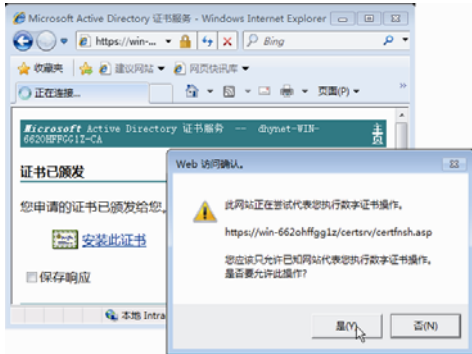 Microsoft Active Directory 证书服务 - Windows Internet Explorer
https://win-...
Bing
收藏夹
建议网站
网页快讯库
正在连接...
页面(P)
Microsoft Active Directory 证书服务 -- dhynet-WIN-
662OHFFGG1Z-CA
主页
证书已颁发
您申请的证书已颁发给您。
安装此证书
保存响应
本地 Intra
Web 访问确认。
此网站正在尝试代表您执行数字证书操作。
https://win-662ohffgg1z/certsrv/certfnsh.asp
您应该只允许已知网站代表您执行数字证书操作。
是否要允许此操作?
是(Y)
否(N)